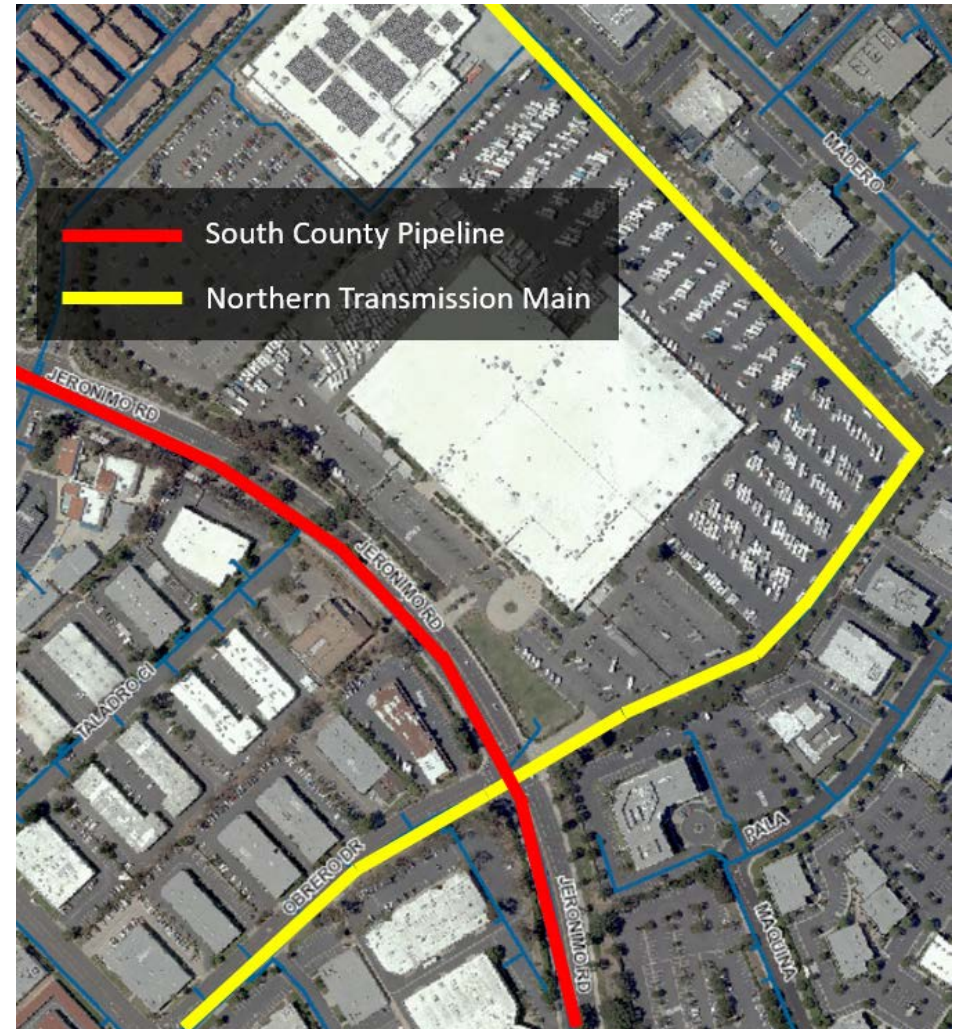 MADERO
South County Pipeline
Northern Transmission Main
JERONIMO RD
JERONIMO RD
TALADRO CI
OBRERO DR
PALA
JERONIMO RD
MAQUINA